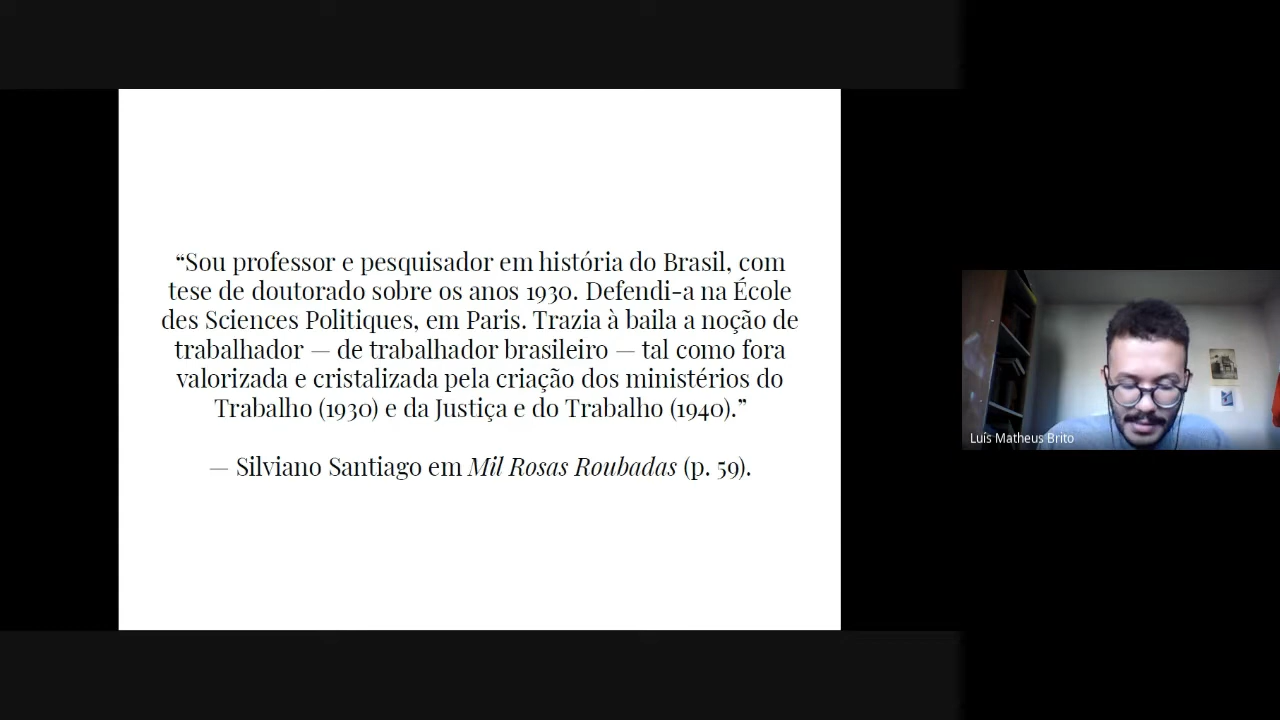 “Sou professor e pesquisador em história do Brasil, com
tese de doutorado sobre os anos 1930. Defendi-a na École
des Sciences Politiques, em Paris. Trazia à baila a noção de
trabalhador — de trabalhador brasileiro — tal como fora
valorizada e cristalizada pela criação dos ministérios do
Trabalho (1930) e da Justiça e do Trabalho (1940).”
— Silviano Santiago em Mil Rosas Roubadas (p. 59).
Luís Matheus Brito